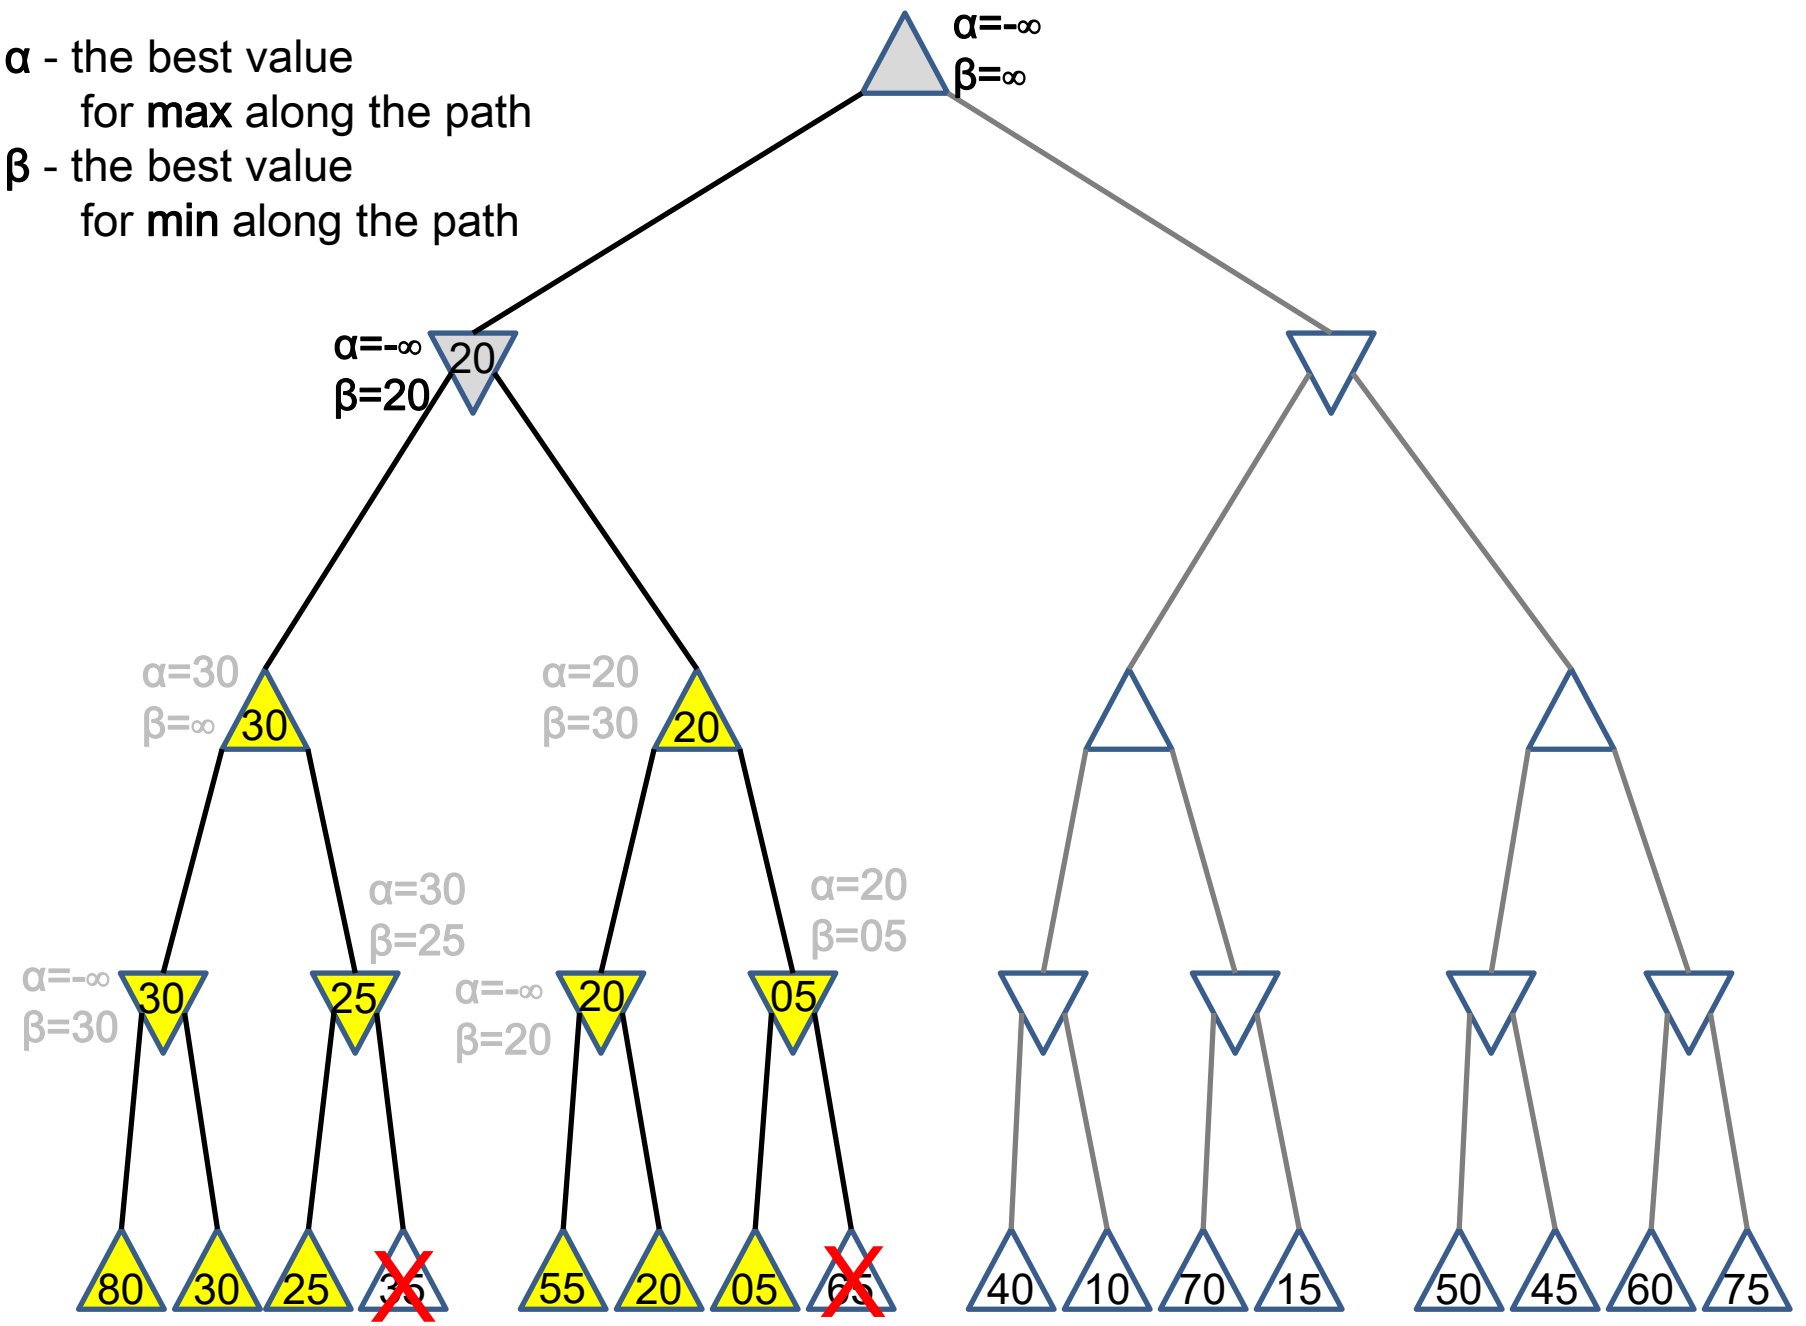 α - the best value
for max along the path
β - the best value
for min along the path
α=-∞
β=∞
α=-∞
β=20
20
α=30
β=∞
30
α=20
β=30
20
α=-∞
β=30
30
α=30
β=25
25
α=-∞
β=20
20
α=20
β=05
05
80 30 25 35 55 20 05 65 40 10 70 15 50 45 60 75
X X